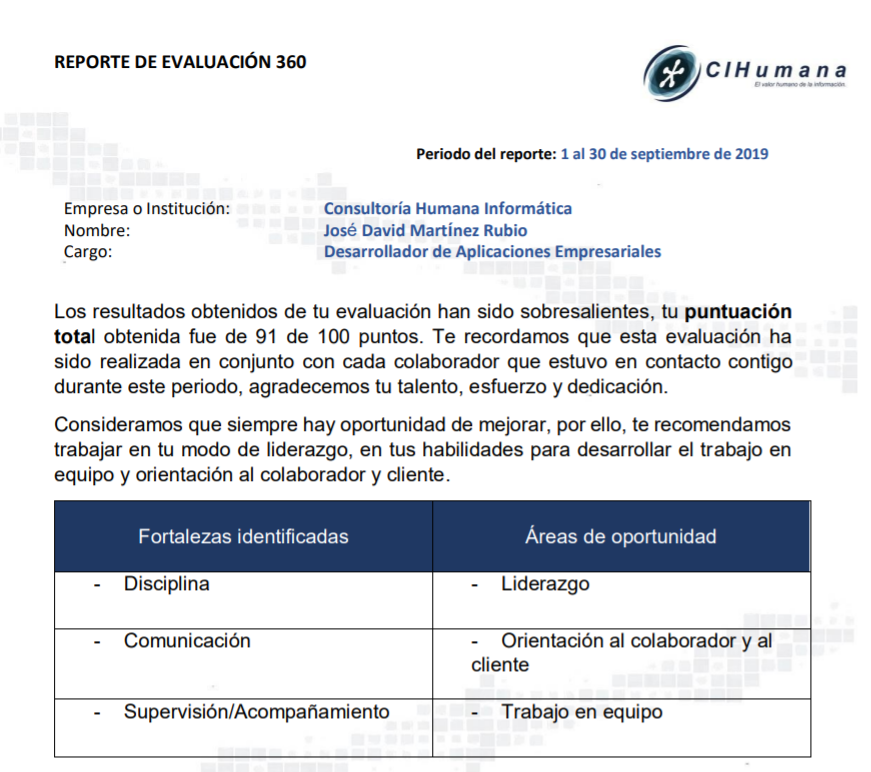 REPORTE DE EVALUACIÓN 360
CIHumana
El valor humano de la información.
Periodo del reporte: 1 al 30 de septiembre de 2019
Empresa o Institución: Consultoría Humana Informática
Nombre: José David Martínez Rubio
Cargo: Desarrollador de Aplicaciones Empresariales
Los resultados obtenidos de tu evaluación han sido sobresalientes, tu puntuación
total obtenida fue de 91 de 100 puntos. Te recordamos que esta evaluación ha
sido realizada en conjunto con cada colaborador que estuvo en contacto contigo
durante este periodo, agradecemos tu talento, esfuerzo y dedicación.
Consideramos que siempre hay oportunidad de mejorar, por ello, te recomendamos
trabajar en tu modo de liderazgo, en tus habilidades para desarrollar el trabajo en
equipo y orientación al colaborador y cliente.
Fortalezas identificadas Áreas de oportunidad
- Disciplina - Liderazgo
- Comunicación - Orientación al colaborador y al
cliente
- Supervisión/Acompañamiento - Trabajo en equipo